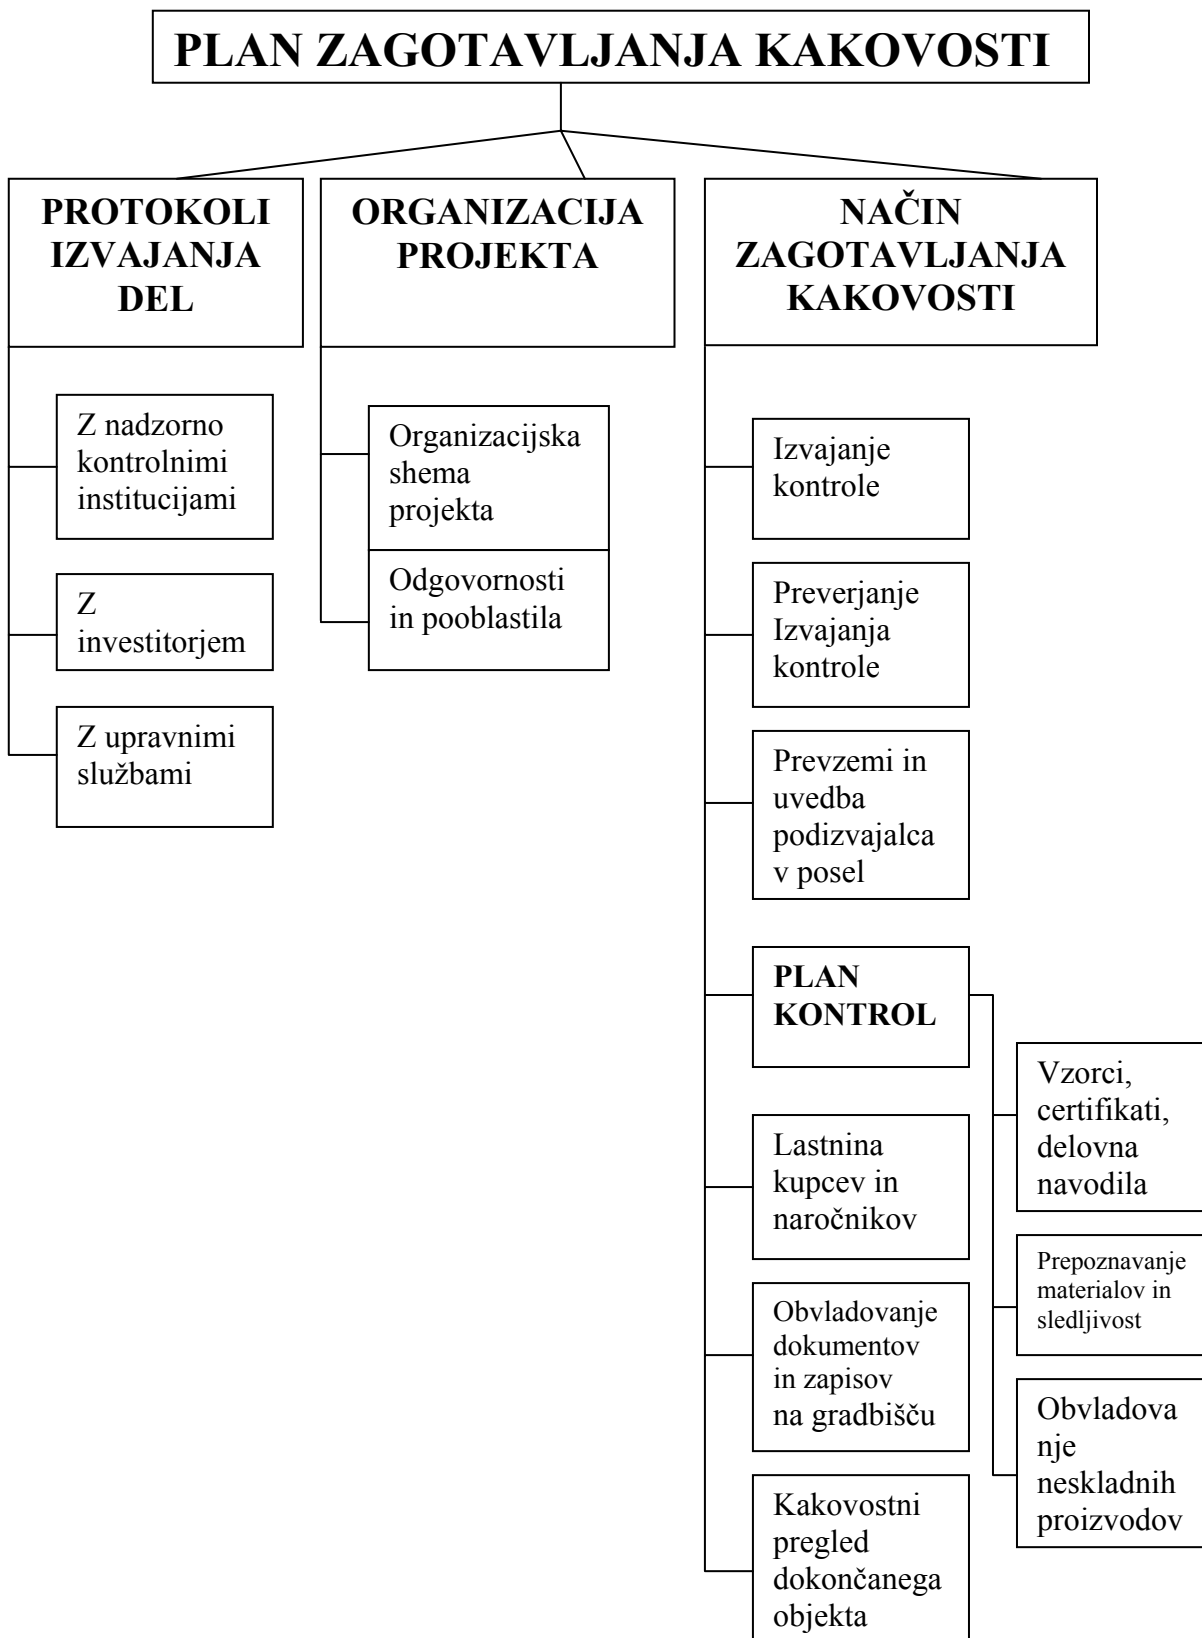 PLAN ZAGOTAVLJANJA KAKOVOSTI
PROTOKOLI
IZVAJANJA
DEL
Z nadzorno
kontrolnimi
institucijami
Z
investitorjem
Z upravnimi
službami
ORGANIZACIJA
PROJEKTA
Organizacijska
shema
projekta
Odgovornosti
in pooblastila
NAČIN
ZAGOTAVLJANJA
KAKOVOSTI
Izvajanje
kontrole
Preverjanje
Izvajanja
kontrole
Prevzemi in
uvedba
podizvajalca
v posel
PLAN
KONTROL
Vzorci,
certifikati,
delovna
navodila
Prepoznavanje
materialov in
sledljivost
Obvladova
nje
neskladnih
proizvodov
Lastnina
kupcev in
naročnikov
Obvladovanje
dokumentov
in zapisov
na gradbišču
Kakovostni
pregled
dokončanega
objekta